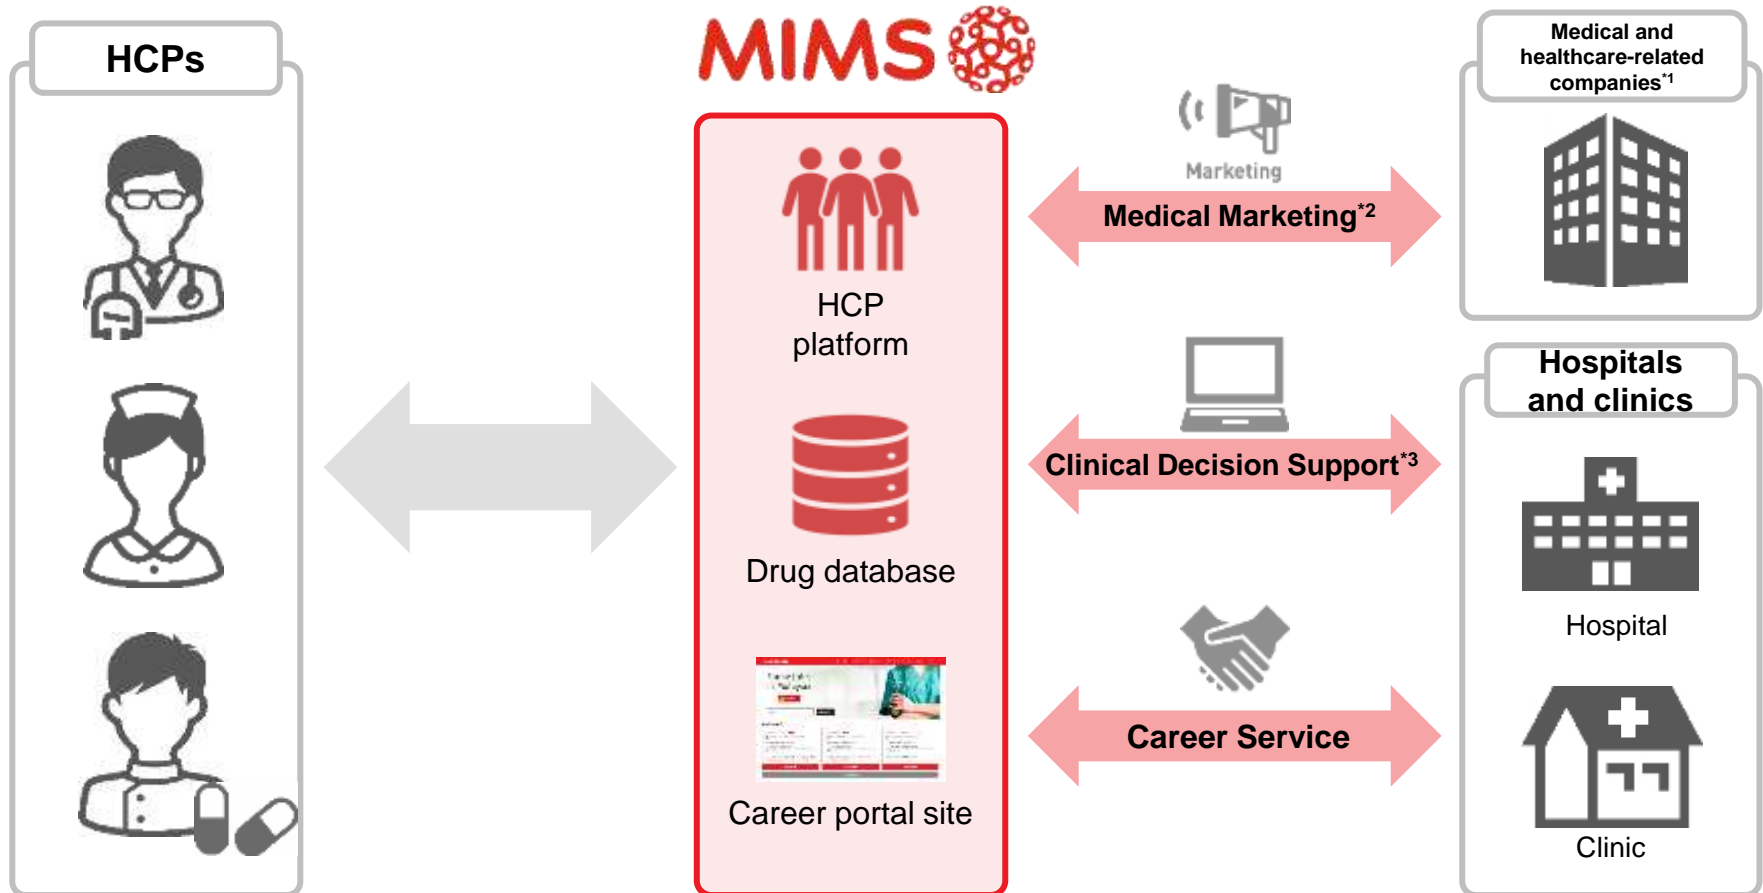 HCPs
MIMS
HCP
platform
Drug database
Career portal site
Marketing
Medical Marketing*2
Clinical Decision Support*3
Career Service
Medical and
healthcare-related
companies*1
Hospitals
and clinics
Hospital
Clinic